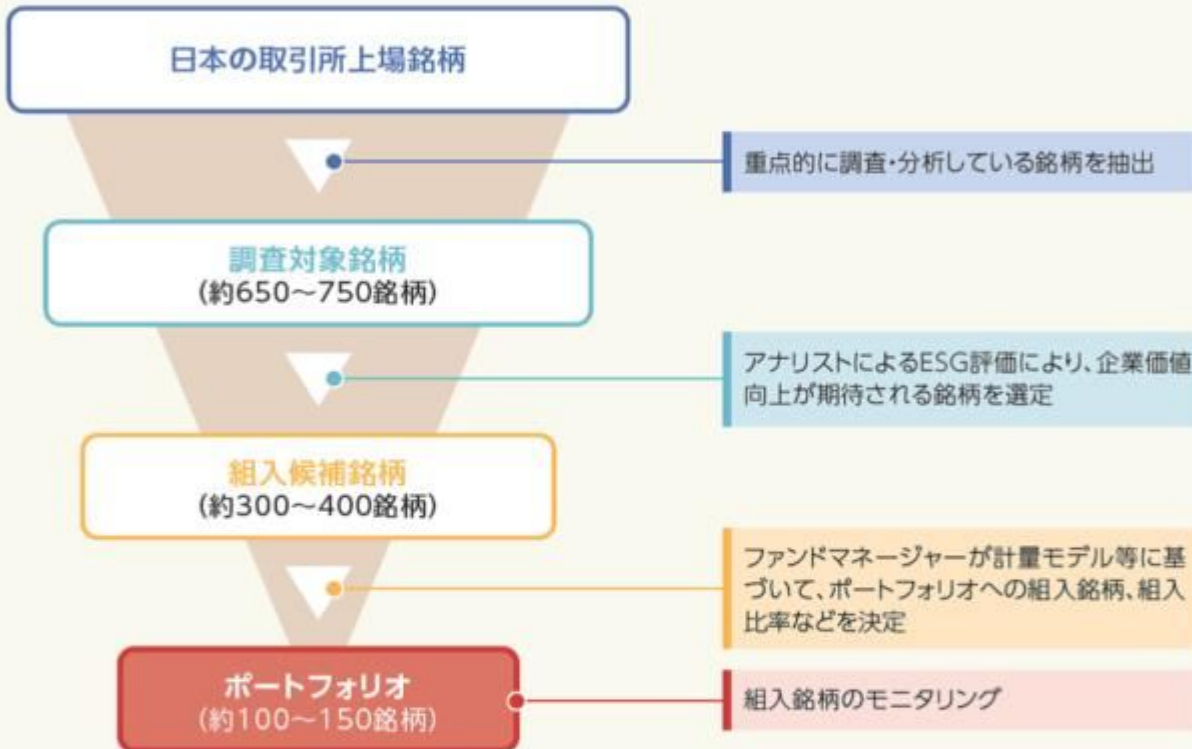 日本の取引所上場銘柄
重点的に調査・分析している銘柄を抽出
調査対象銘柄
(約650～750銘柄)
アナリストによるESG評価により、企業価値
向上が期待される銘柄を選定
組入候補銘柄
(約300～400銘柄)
ファンドマネージャーが計量モデル等に基
づいて、ポートフォリオへの組入銘柄、組入
比率などを決定
ポートフォリオ
(約100～150銘柄)
組入銘柄のモニタリング